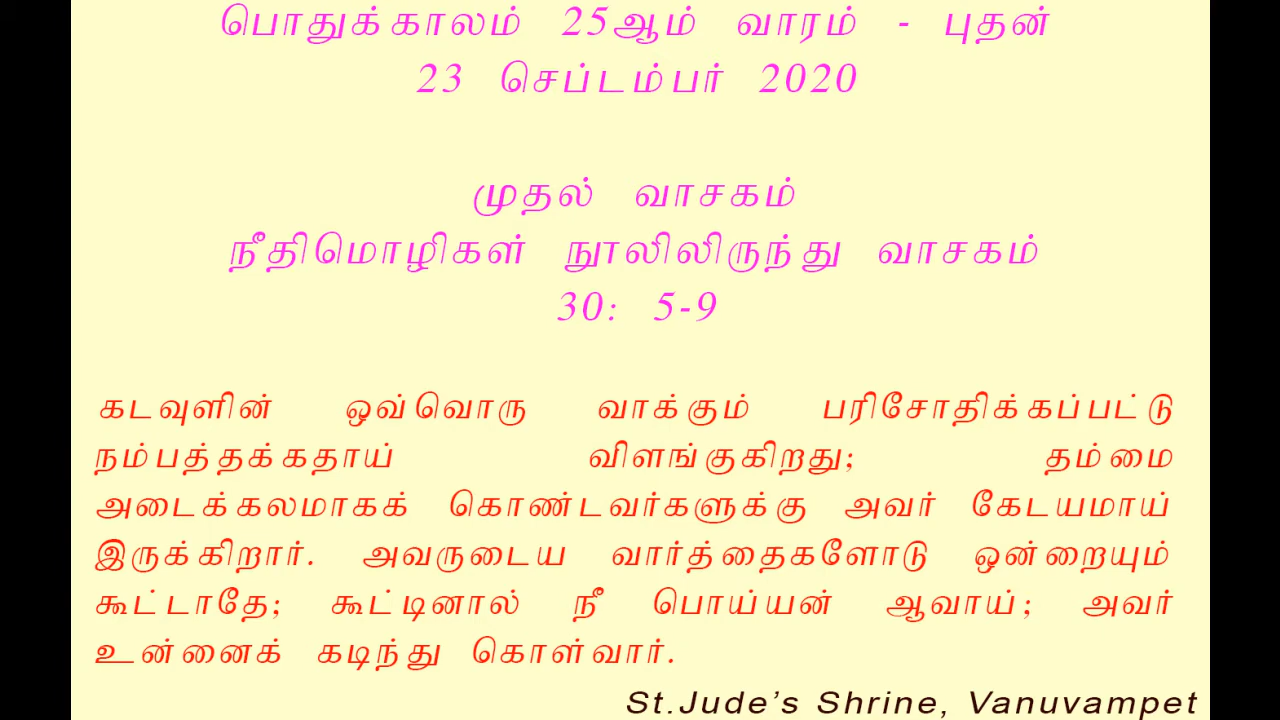 பொதுக்காலம் 25ஆம் வாரம் - புதன்
23 செப்டம்பர் 2020
முதல் வாசகம்
நீதிமொழிகள் நூலிலிருந்து வாசகம்
30: 5-9
கடவுளின் ஒவ்வொரு வாக்கும் பரிசோதிக்கப்பட்டு
நம்பத்தக்கதாய் விளங்குகிறது; தம்மை
அடைக்கலமாகக் கொண்டவர்களுக்கு அவர் கேடயமாய்
இருக்கிறார். அவருடைய வார்த்தைகளோடு ஒன்றையும்
கூட்டாதே; கூட்டினால் நீ பொய்யன் ஆவாய்; அவர்
உன்னைக் கடிந்து கொள்வார்.
St.Jude’s Shrine, Vanuvampet